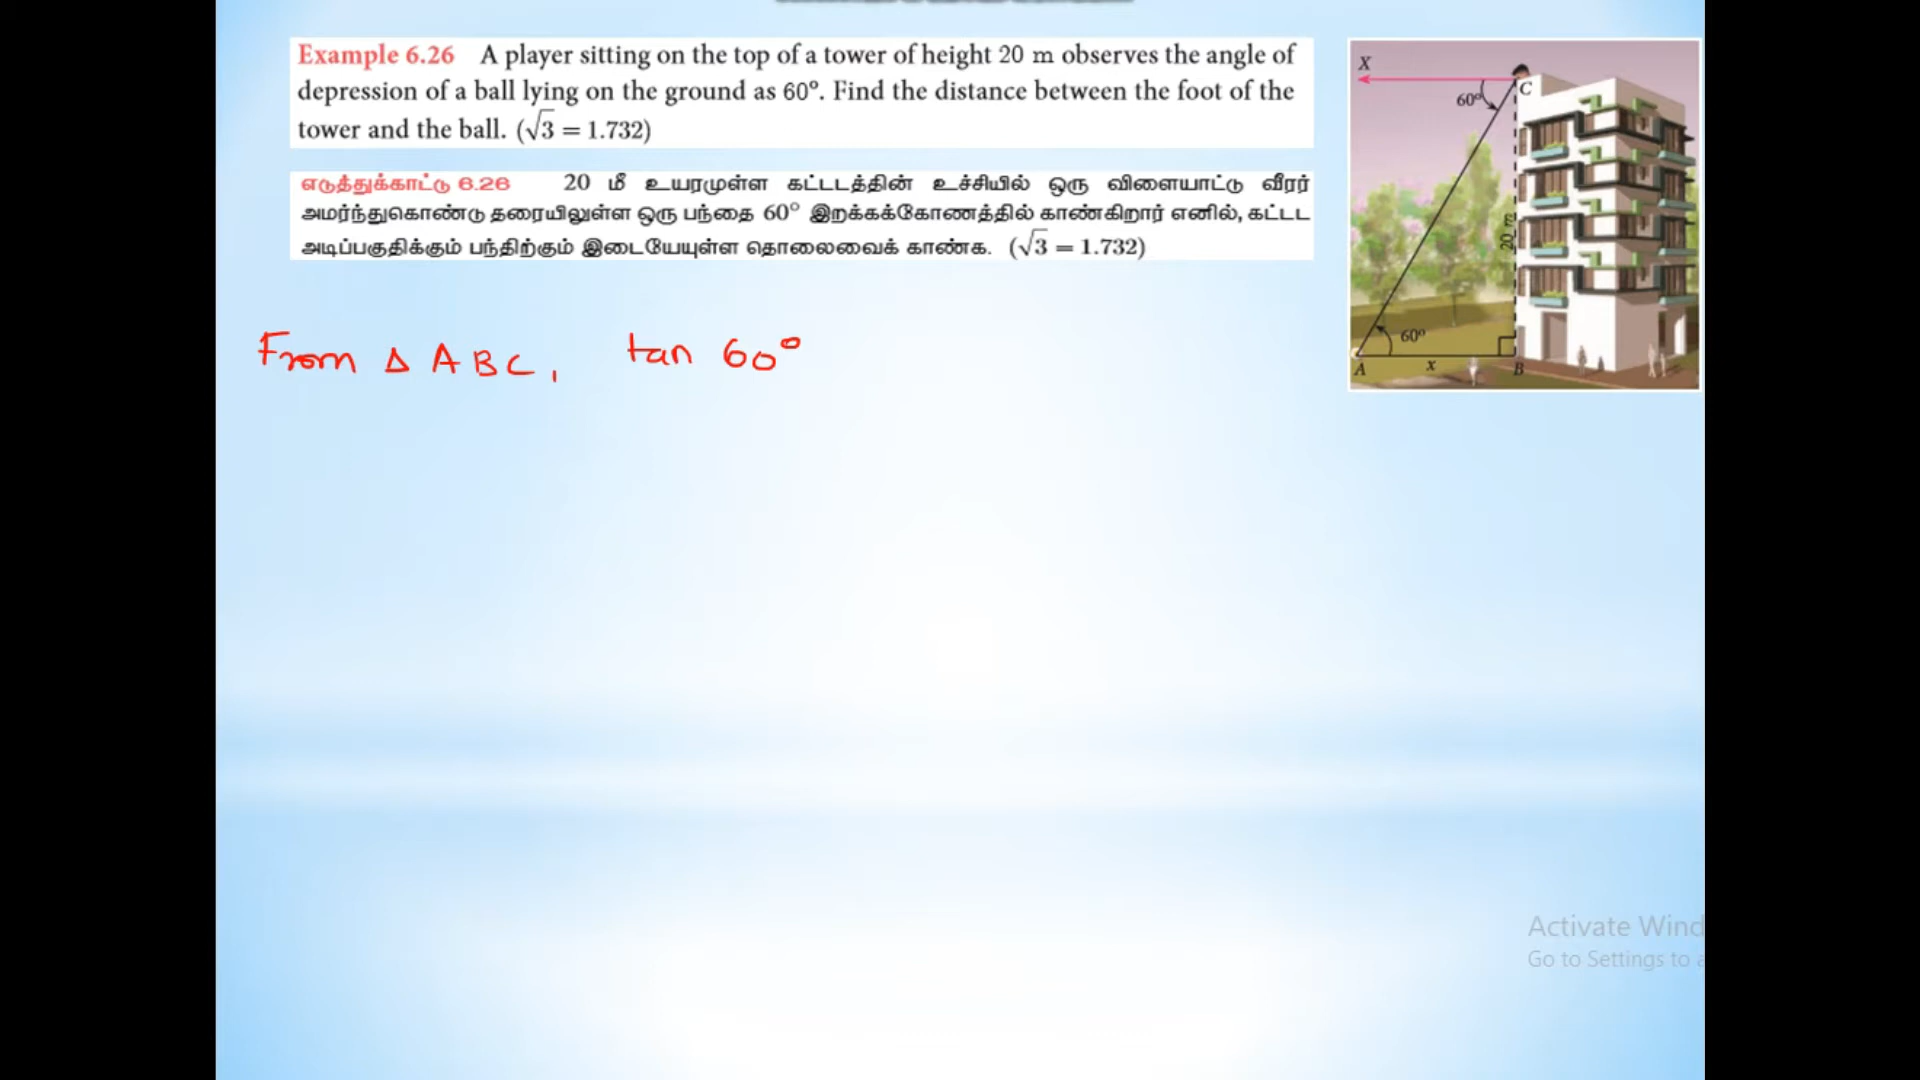 Example 6.26 A player sitting on the top of a tower of height 20 m observes the angle of
depression of a ball lying on the ground as 60°. Find the distance between the foot of the
tower and the ball. (√3 = 1.732)
எடுத்துக்காட்டு 6.26 20 மீ உயரமுள்ள கட்டடத்தின் உச்சியில் ஒரு விளையாட்டு வீரர்
அமர்ந்துகொண்டு தரையிலுள்ள ஒரு பந்தை 60° இறக்கக்கோணத்தில் காண்கிறார் எனில், கட்டட
அடிப்பகுதிக்கும் பந்திற்கும் இடையேயுள்ள தொலைவைக் காண்க. (√3 = 1.732)
X
C
60°
20 m
60°
A x B
From Δ ABC, tan 60°
Activate Wind
Go to Settings to a